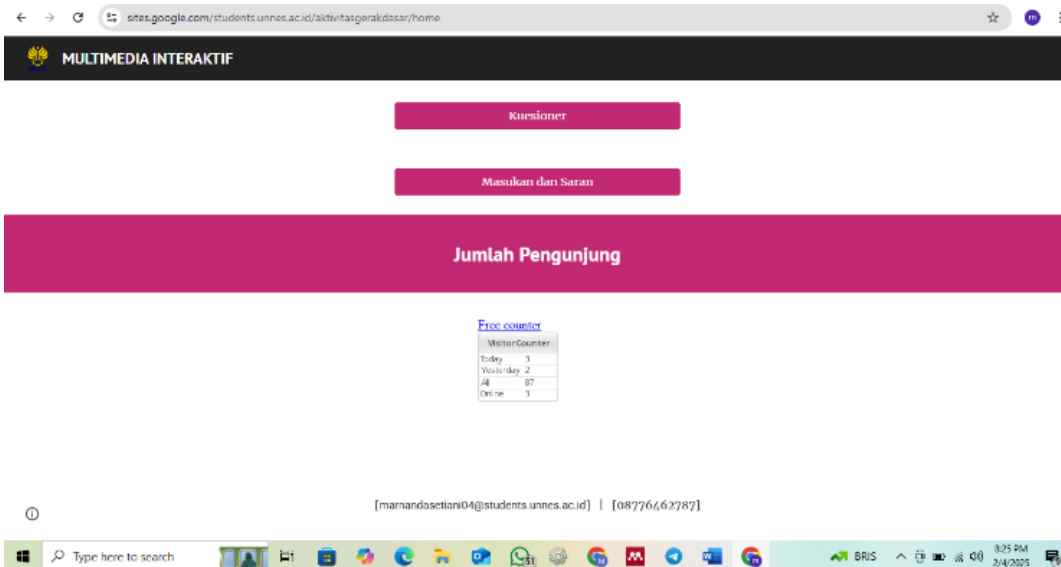 sites.google.com/students.unnes.ac.id/aktivitasgerakdasar/home
m
MULTIMEDIA INTERAKTIF
Kuesioner
Masukan dan Saran
Jumlah Pengunjung
Free counter
Visitor Counter
Today 3
Yesterday 2
All 87
Online 3
[marnandasetiani04@students.unnes.ac.id] | [08776462787]
Type here to search
BRIS
8:25 PM
2/4/2025